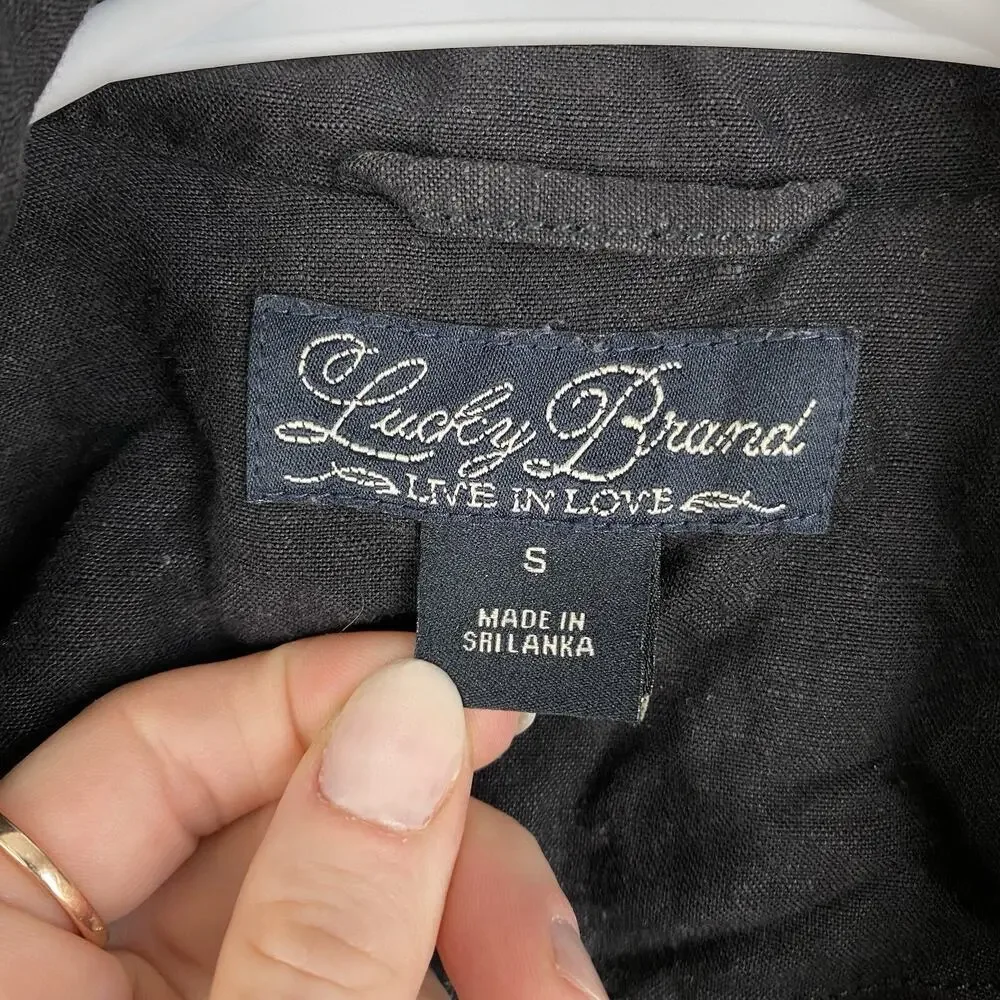 Lucky Brand
LIVE IN LOVE
S
MADE IN
SRI LANKA